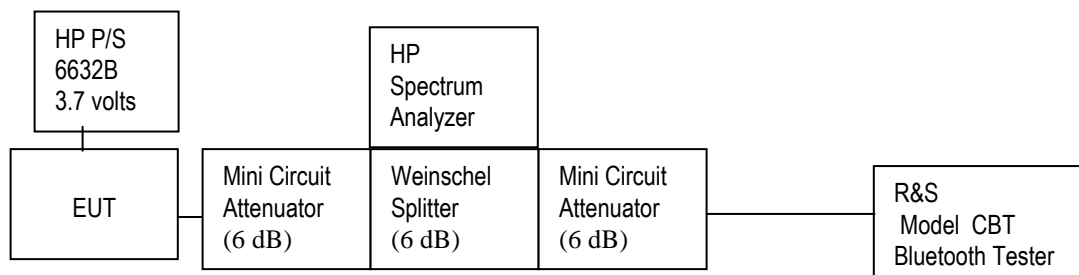 HP P/S
6632B
3.7 volts
HP
Spectrum
Analyzer
EUT
Mini Circuit
Attenuator
(6 dB)
Weinschel
Splitter
(6 dB)
Mini Circuit
Attenuator
(6 dB)
R&S
Model CBT
Bluetooth Tester